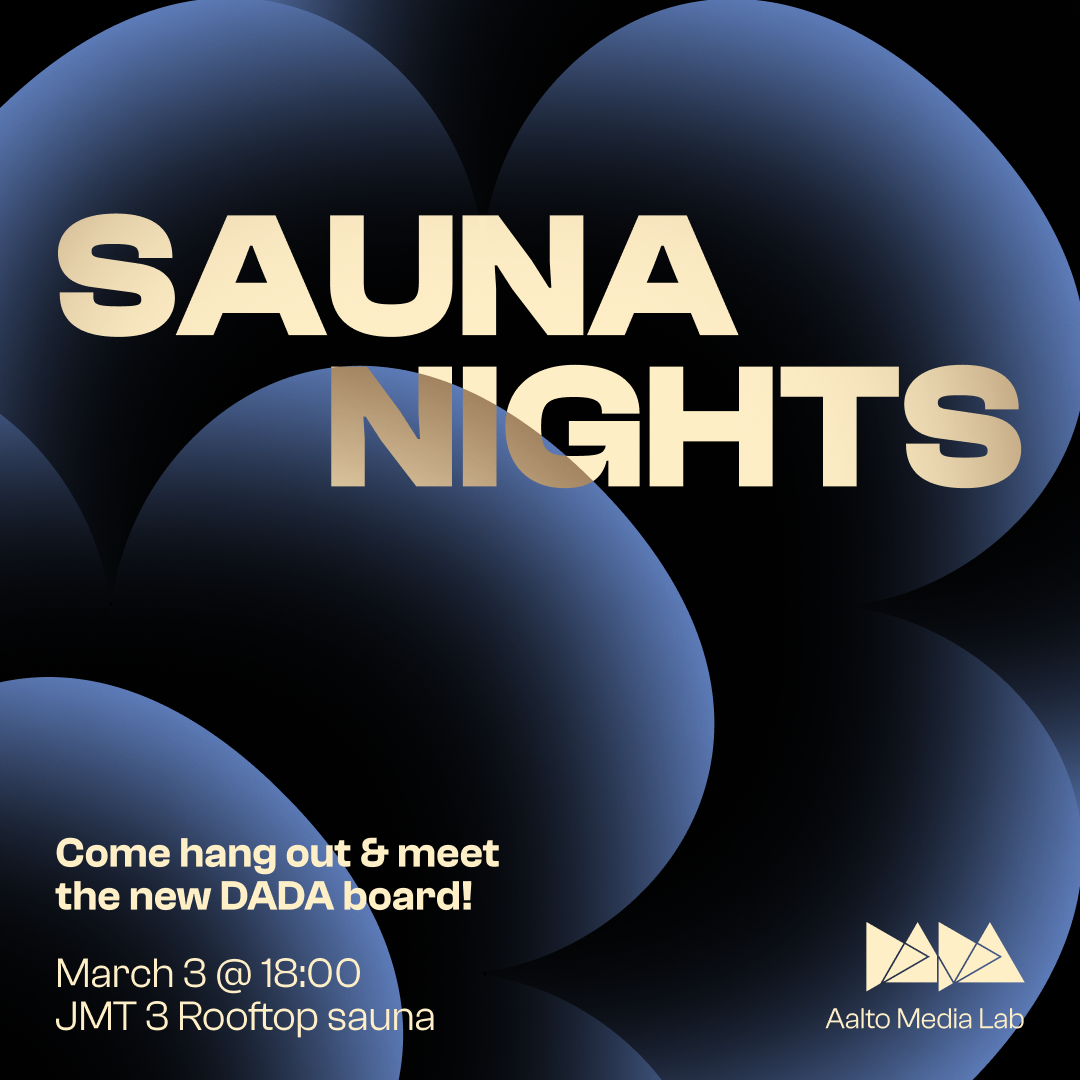 SAUNA
NIGHTS
Come hang out & meet
the new DADA board!
March 3 @ 18:00
JMT 3 Rooftop sauna
DADA
Aalto Media Lab